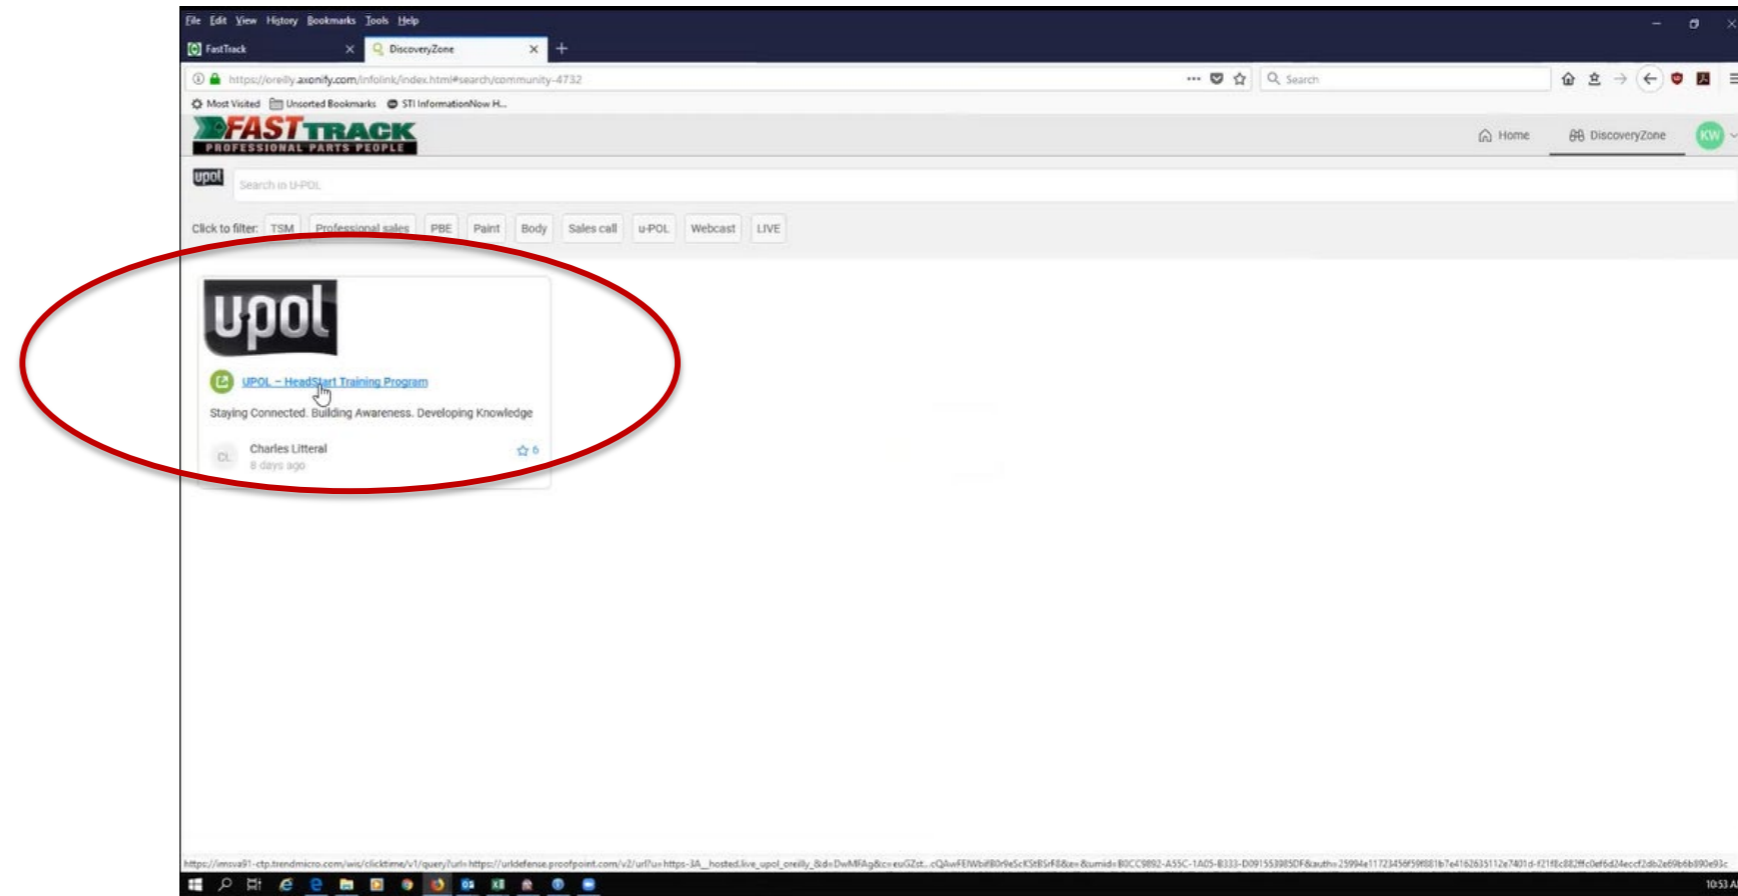 File Edit View History Bookmarks Tools Help
FastTrack DiscoveryZone
https://oreilly.axonify.com/infolink/index.html#search/community-4732 Search
Most Visited Unsorted Bookmarks STI InformationNow H...
FASTTRACK
PROFESSIONAL PARTS PEOPLE
Home DiscoveryZone KW
upol Search in U-POL
Click to filter: TSM Professional sales PBE Paint Body Sales call u-POL Webcast LIVE
upol
UPOL – HeadStart Training Program
Staying Connected. Building Awareness. Developing Knowledge
CL Charles Litteral 6
8 days ago
10:53 A